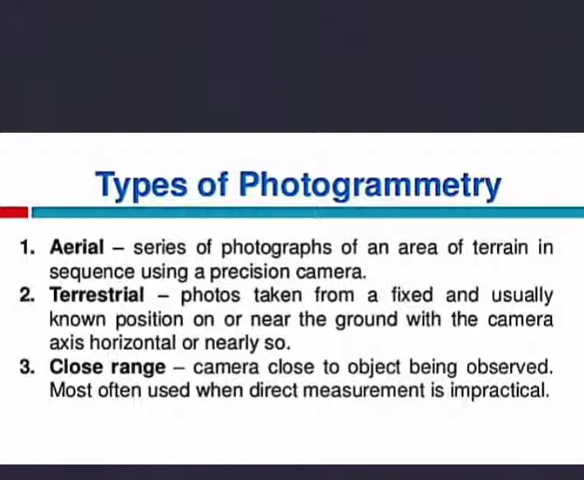 Types of Photogrammetry
1. Aerial – series of photographs of an area of terrain in
sequence using a precision camera.
2. Terrestrial – photos taken from a fixed and usually
known position on or near the ground with the camera
axis horizontal or nearly so.
3. Close range – camera close to object being observed.
Most often used when direct measurement is impractical.